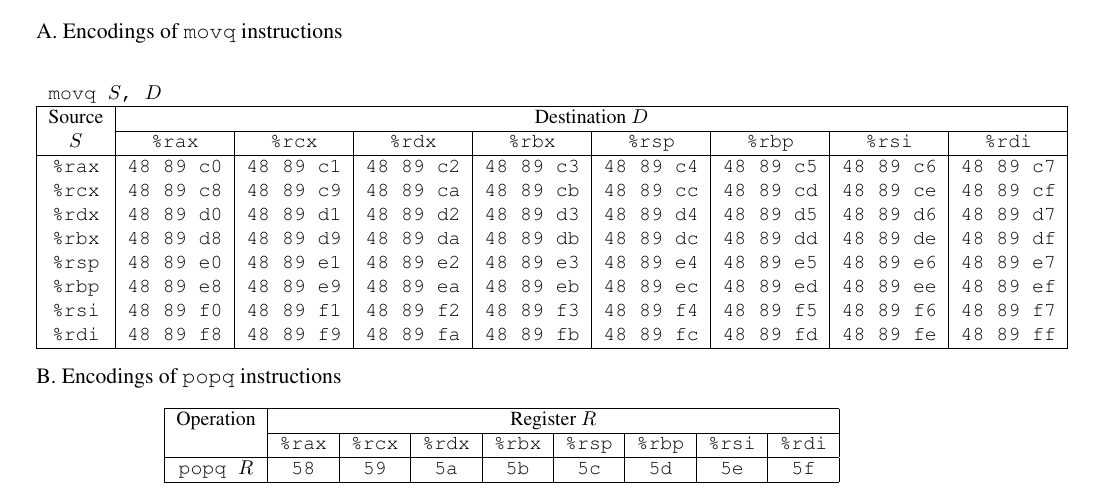 A. Encodings of movq instructions
movq S, D
Source Destination D
S %rax %rcx %rdx %rbx %rsp %rbp %rsi %rdi
%rax 48 89 c0 48 89 c1 48 89 c2 48 89 c3 48 89 c4 48 89 c5 48 89 c6 48 89 c7
%rcx 48 89 c8 48 89 c9 48 89 ca 48 89 cb 48 89 cc 48 89 cd 48 89 ce 48 89 cf
%rdx 48 89 d0 48 89 d1 48 89 d2 48 89 d3 48 89 d4 48 89 d5 48 89 d6 48 89 d7
%rbx 48 89 d8 48 89 d9 48 89 da 48 89 db 48 89 dc 48 89 dd 48 89 de 48 89 df
%rsp 48 89 e0 48 89 e1 48 89 e2 48 89 e3 48 89 e4 48 89 e5 48 89 e6 48 89 e7
%rbp 48 89 e8 48 89 e9 48 89 ea 48 89 eb 48 89 ec 48 89 ed 48 89 ee 48 89 ef
%rsi 48 89 f0 48 89 f1 48 89 f2 48 89 f3 48 89 f4 48 89 f5 48 89 f6 48 89 f7
%rdi 48 89 f8 48 89 f9 48 89 fa 48 89 fb 48 89 fc 48 89 fd 48 89 fe 48 89 ff
B. Encodings of popq instructions
Operation Register R
%rax %rcx %rdx %rbx %rsp %rbp %rsi %rdi
popq R 58 59 5a 5b 5c 5d 5e 5f